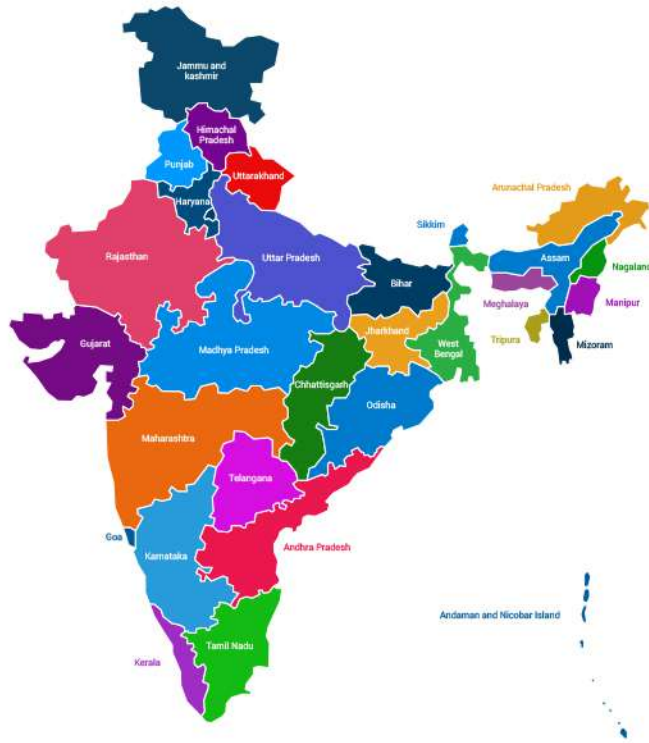 Jammu and
kashmir
Himachal
Pradesh
Punjab
Uttarakhand
Haryana
Arunachal Pradesh
Rajasthan
Uttar Pradesh
Sikkim
Assam
Nagaland
Bihar
Meghalaya
Manipur
Gujarat
Jharkhand
Madhya Pradesh
West
Bengal
Tripura
Mizoram
Chhattisgarh
Odisha
Maharashtra
Telangana
Goa
Karnataka
Andhra Pradesh
Andaman and Nicobar Island
Tamil Nadu
Kerala